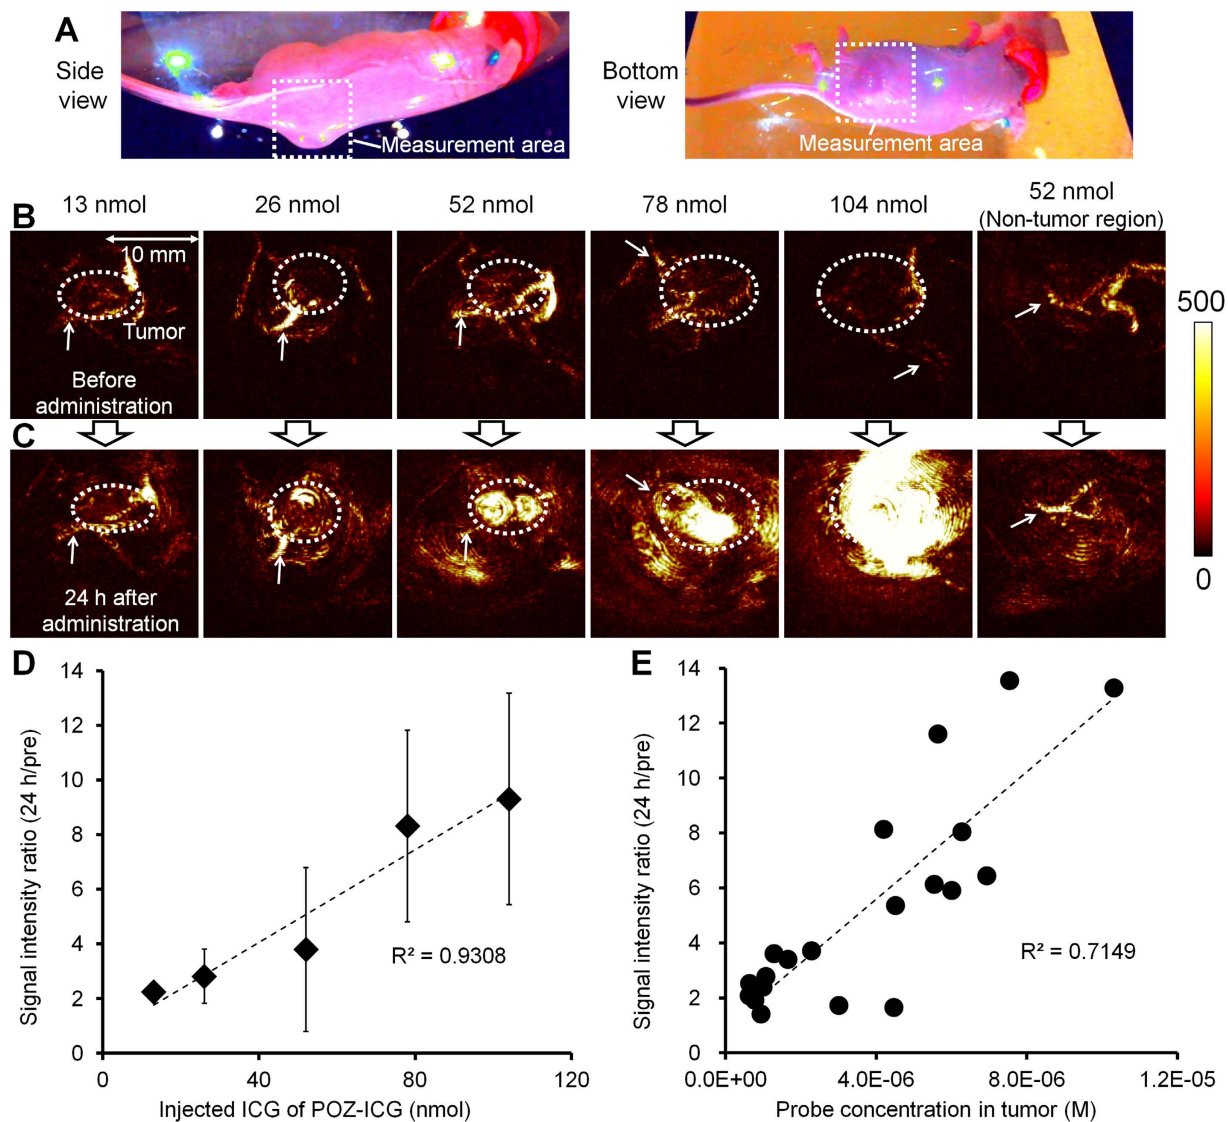 A
Side
view
Measurement area
Bottom
view
Measurement area
B
13 nmol
26 nmol
52 nmol
78 nmol
104 nmol
52 nmol
(Non-tumor region)
10 mm
Tumor
Before
administration
500
0
C
24 h after
administration
D
14
12
10
8
6
4
2
0
0
40
80
120
Signal intensity ratio (24 h/pre)
R² = 0.9308
Injected ICG of POZ-ICG (nmol)
E
14
12
10
8
6
4
2
0
0.0E+00
4.0E-06
8.0E-06
1.2E-05
Signal intensity ratio (24 h/pre)
R² = 0.7149
Probe concentration in tumor (M)